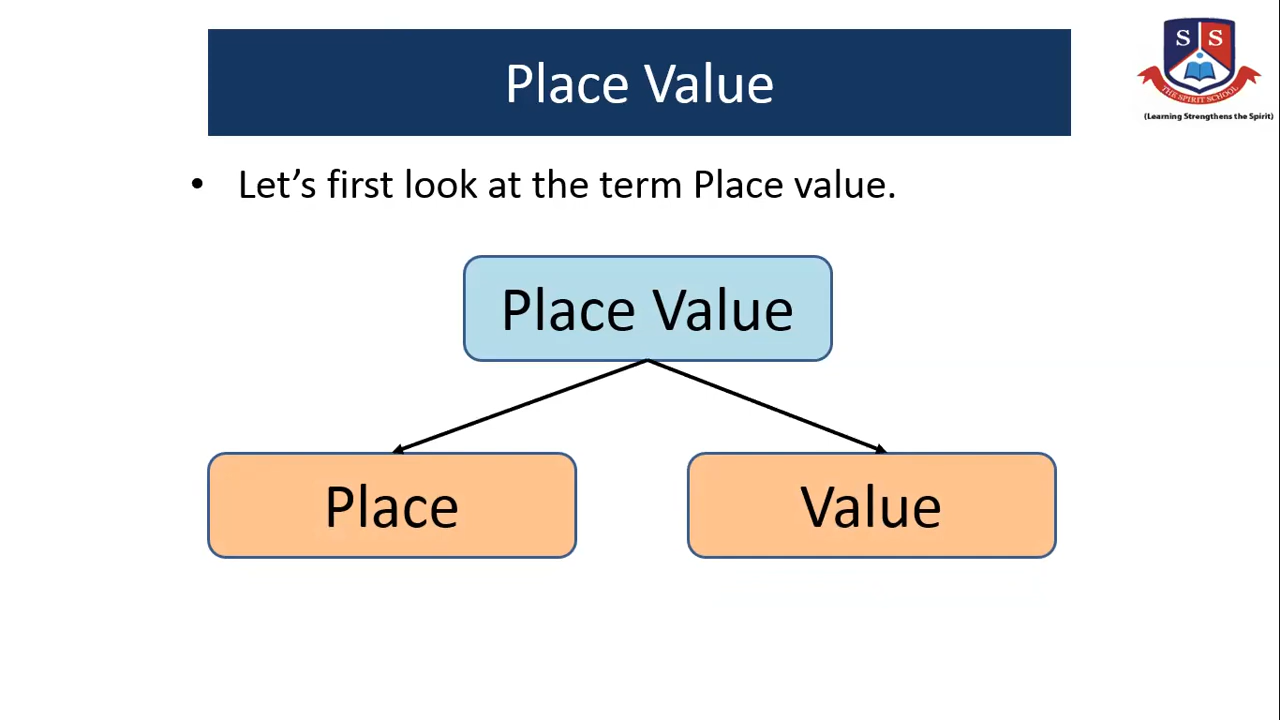 Place Value
S S
THE SPIRIT SCHOOL
(Learning Strengthens the Spirit)
• Let's first look at the term Place value.
Place Value
Place
Value